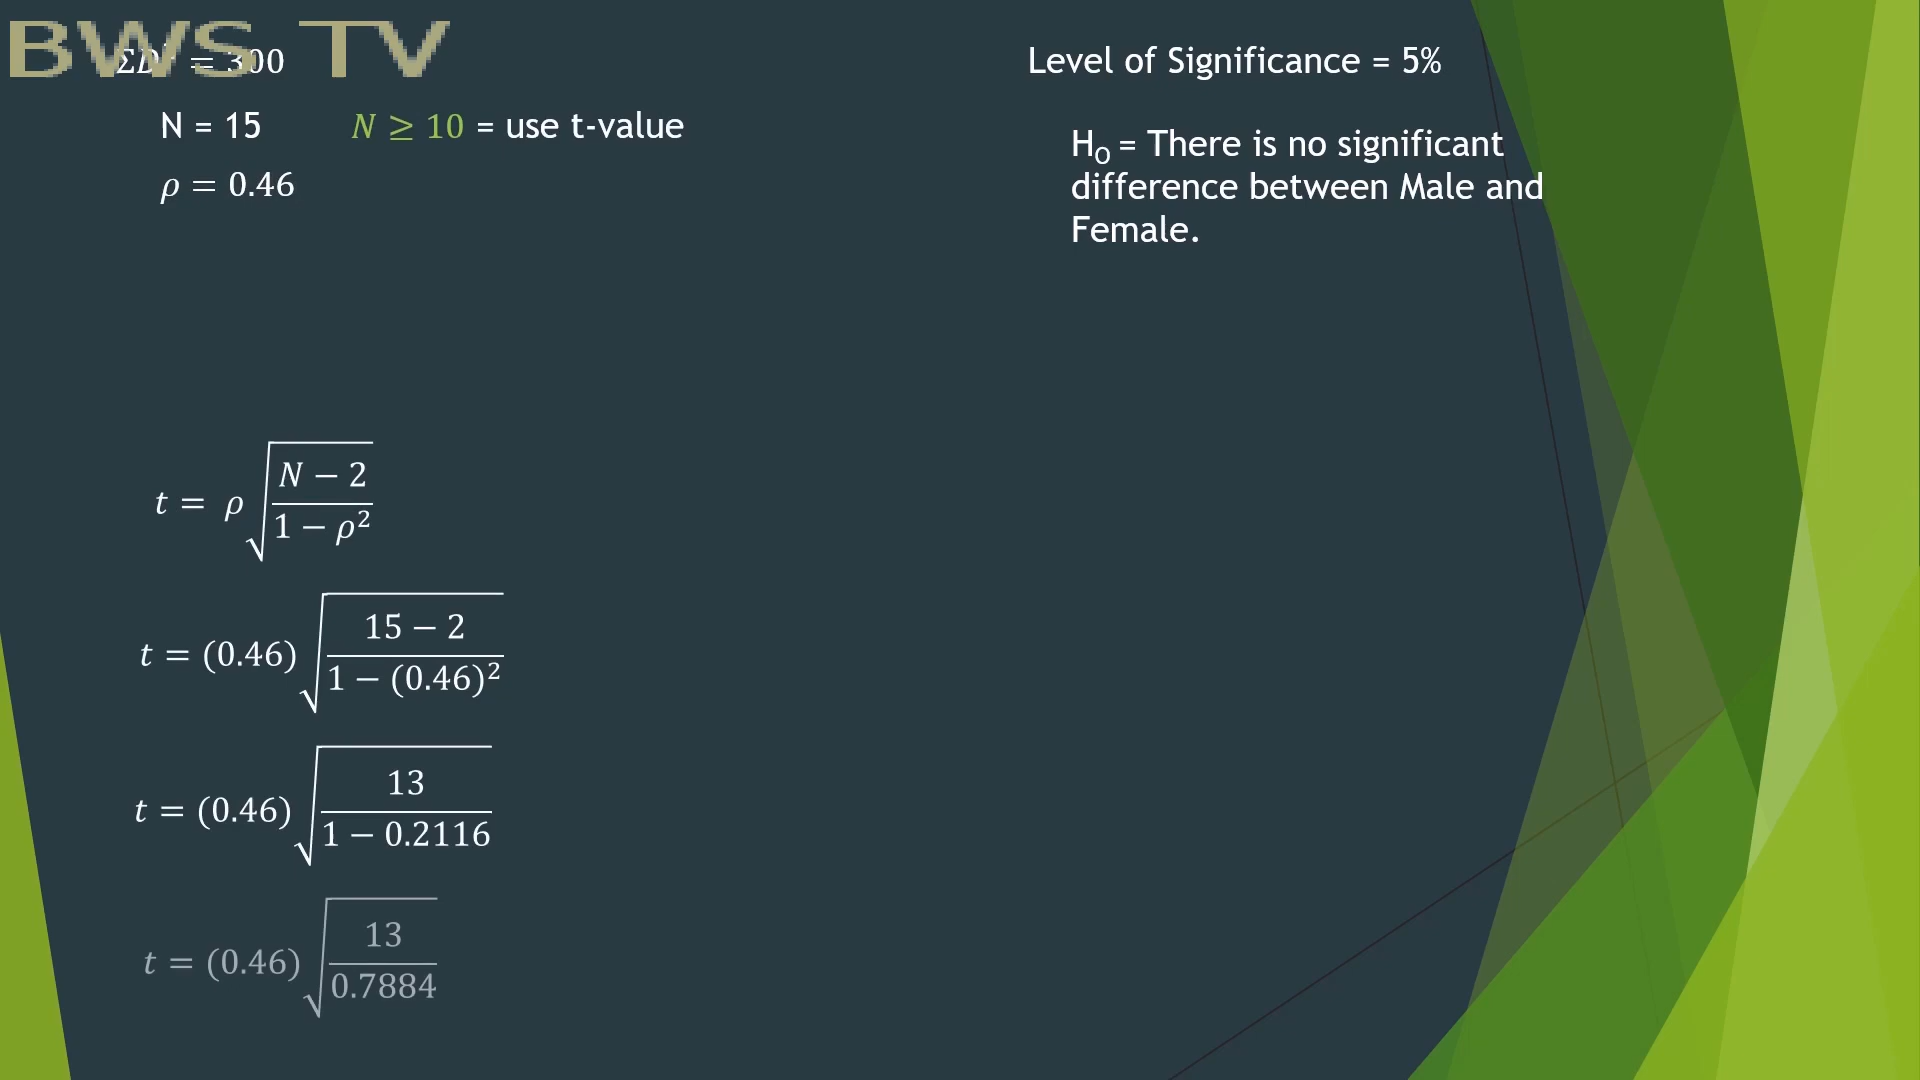 BWS TV
ΣD² = 300
N = 15 N ≥ 10 = use t-value
ρ = 0.46
Level of Significance = 5%
H₀ = There is no significant
difference between Male and
Female.
t = ρ√((N − 2)/(1 − ρ²))
t = (0.46)√((15 − 2)/(1 − (0.46)²))
t = (0.46)√(13/(1 − 0.2116))
t = (0.46)√(13/0.7884)